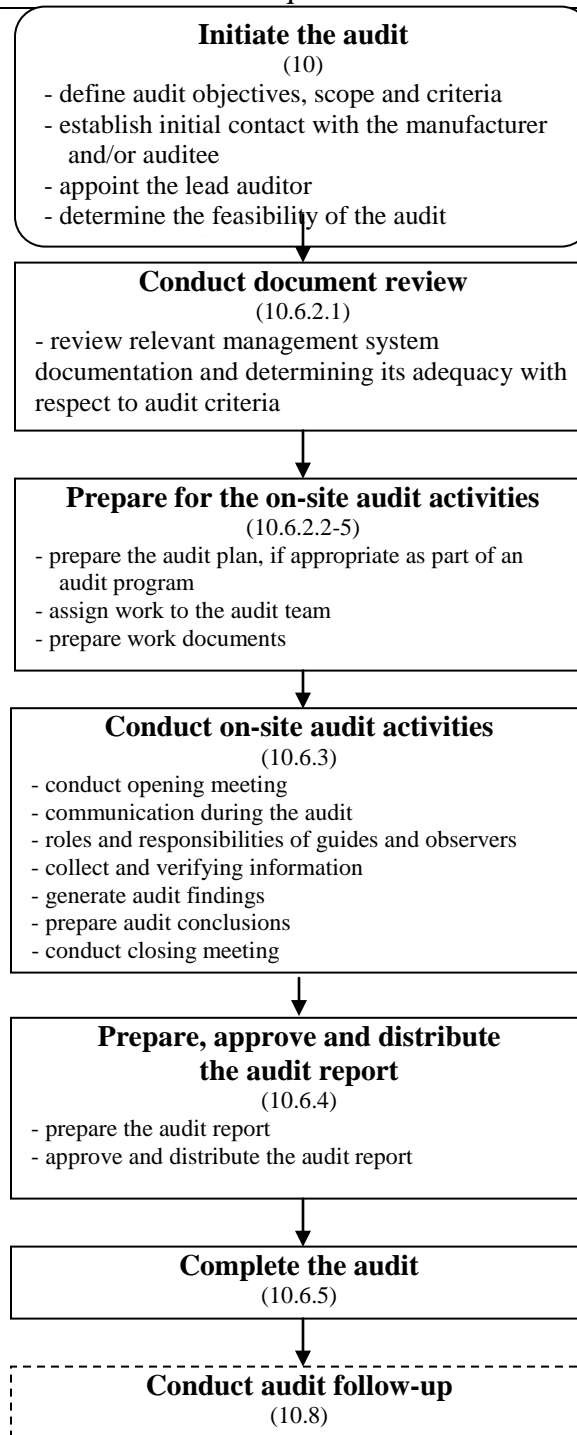 Initiate the audit
(10)
- define audit objectives, scope and criteria
- establish initial contact with the manufacturer
and/or auditee
- appoint the lead auditor
- determine the feasibility of the audit
Conduct document review
(10.6.2.1)
- review relevant management system
documentation and determining its adequacy with
respect to audit criteria
Prepare for the on-site audit activities
(10.6.2.2-5)
- prepare the audit plan, if appropriate as part of an
audit program
- assign work to the audit team
- prepare work documents
Conduct on-site audit activities
(10.6.3)
- conduct opening meeting
- communication during the audit
- roles and responsibilities of guides and observers
- collect and verifying information
- generate audit findings
- prepare audit conclusions
- conduct closing meeting
Prepare, approve and distribute
the audit report
(10.6.4)
- prepare the audit report
- approve and distribute the audit report
Complete the audit
(10.6.5)
Conduct audit follow-up
(10.8)